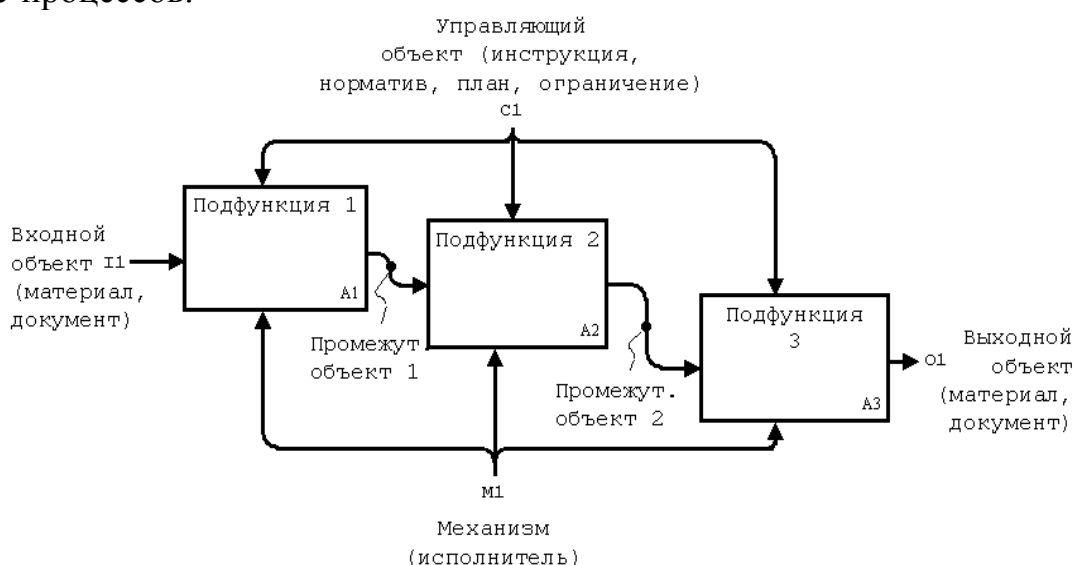 процессов.
Управляющий
объект (инструкция,
норматив, план, ограничение)
C1
Подфункция 1
A1
Входной
объект I1
(материал,
документ)
Подфункция 2
A2
Промежут.
объект 1
Подфункция
3
A3
Промежут.
объект 2
O1 Выходной
объект
(материал,
документ)
M1
Механизм
(исполнитель)